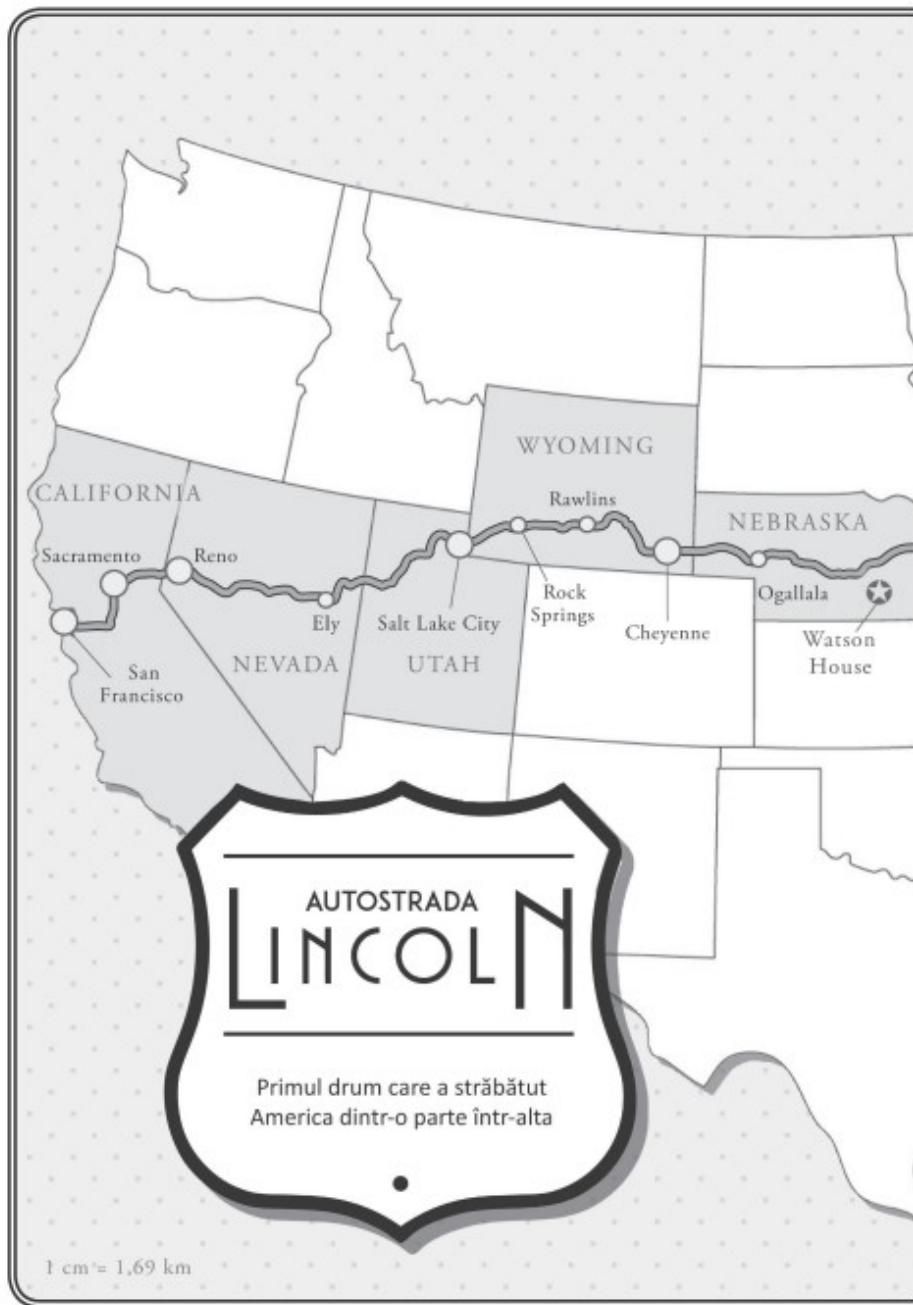 WYOMING
Rawlins
CALIFORNIA
NEBRASKA
Sacramento
Reno
Ogallala
Rock
Springs
Ely
Salt Lake City
Cheyenne
Watson
House
NEVADA
UTAH
San
Francisco
AUTOSTRADA
LINCOLN
Primul drum care a străbătut
America dintr-o parte într-alta
1 cm = 1,69 km